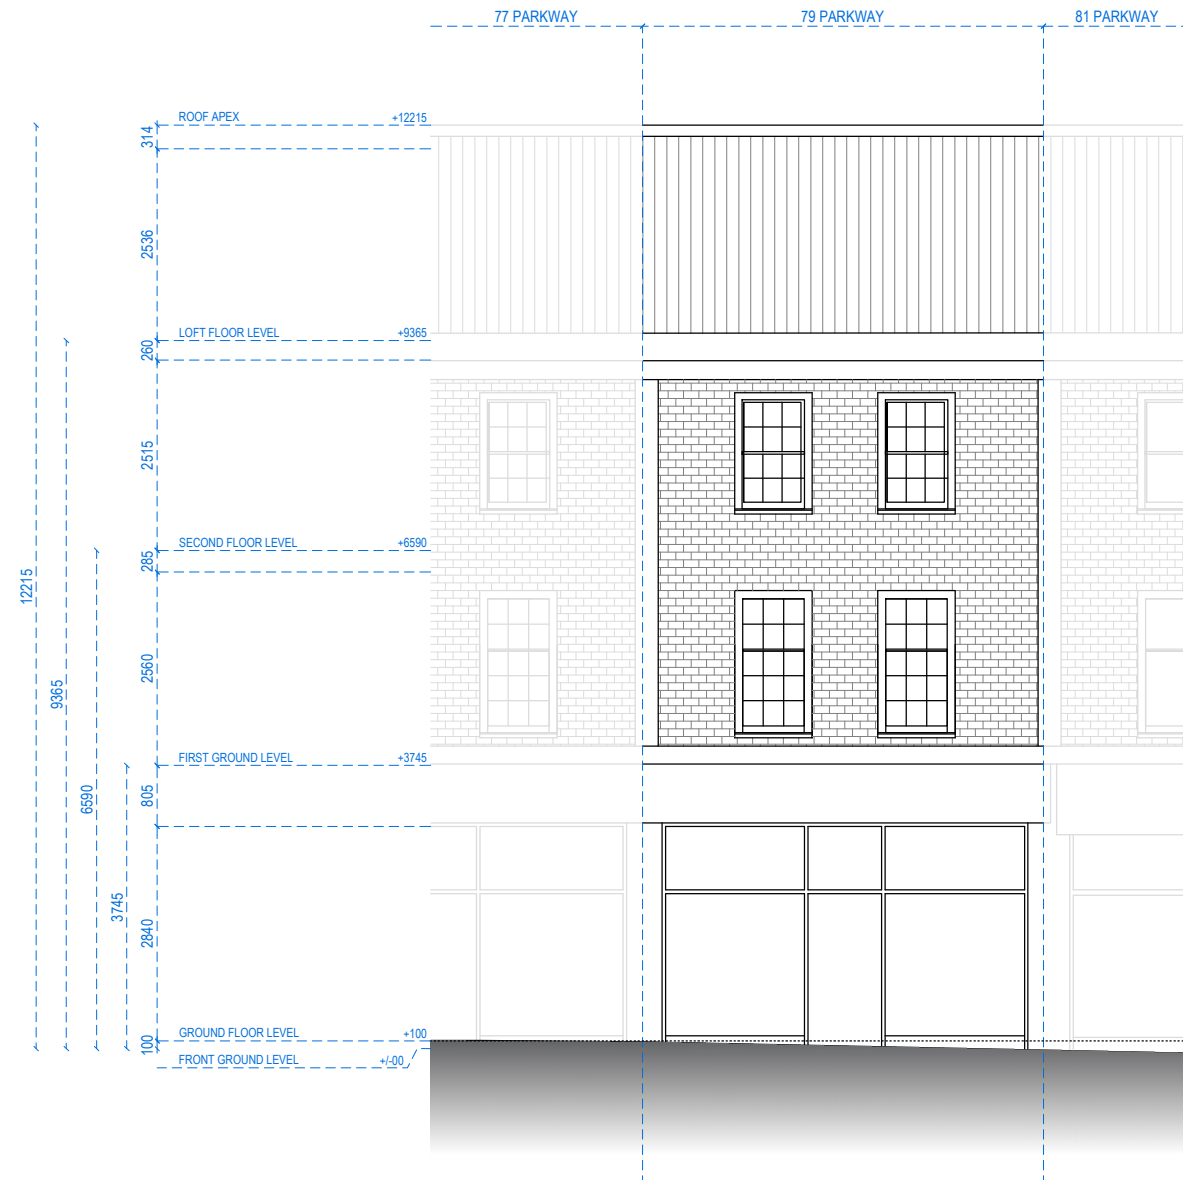 77 PARKWAY
79 PARKWAY
81 PARKWAY
ROOF APEX +12215
314
2536
LOFT FLOOR LEVEL +9365
260
2515
SECOND FLOOR LEVEL +6590
285
12215
2560
9365
FIRST GROUND LEVEL +3745
805
6590
3745
2840
GROUND FLOOR LEVEL +100
100
FRONT GROUND LEVEL +/-00